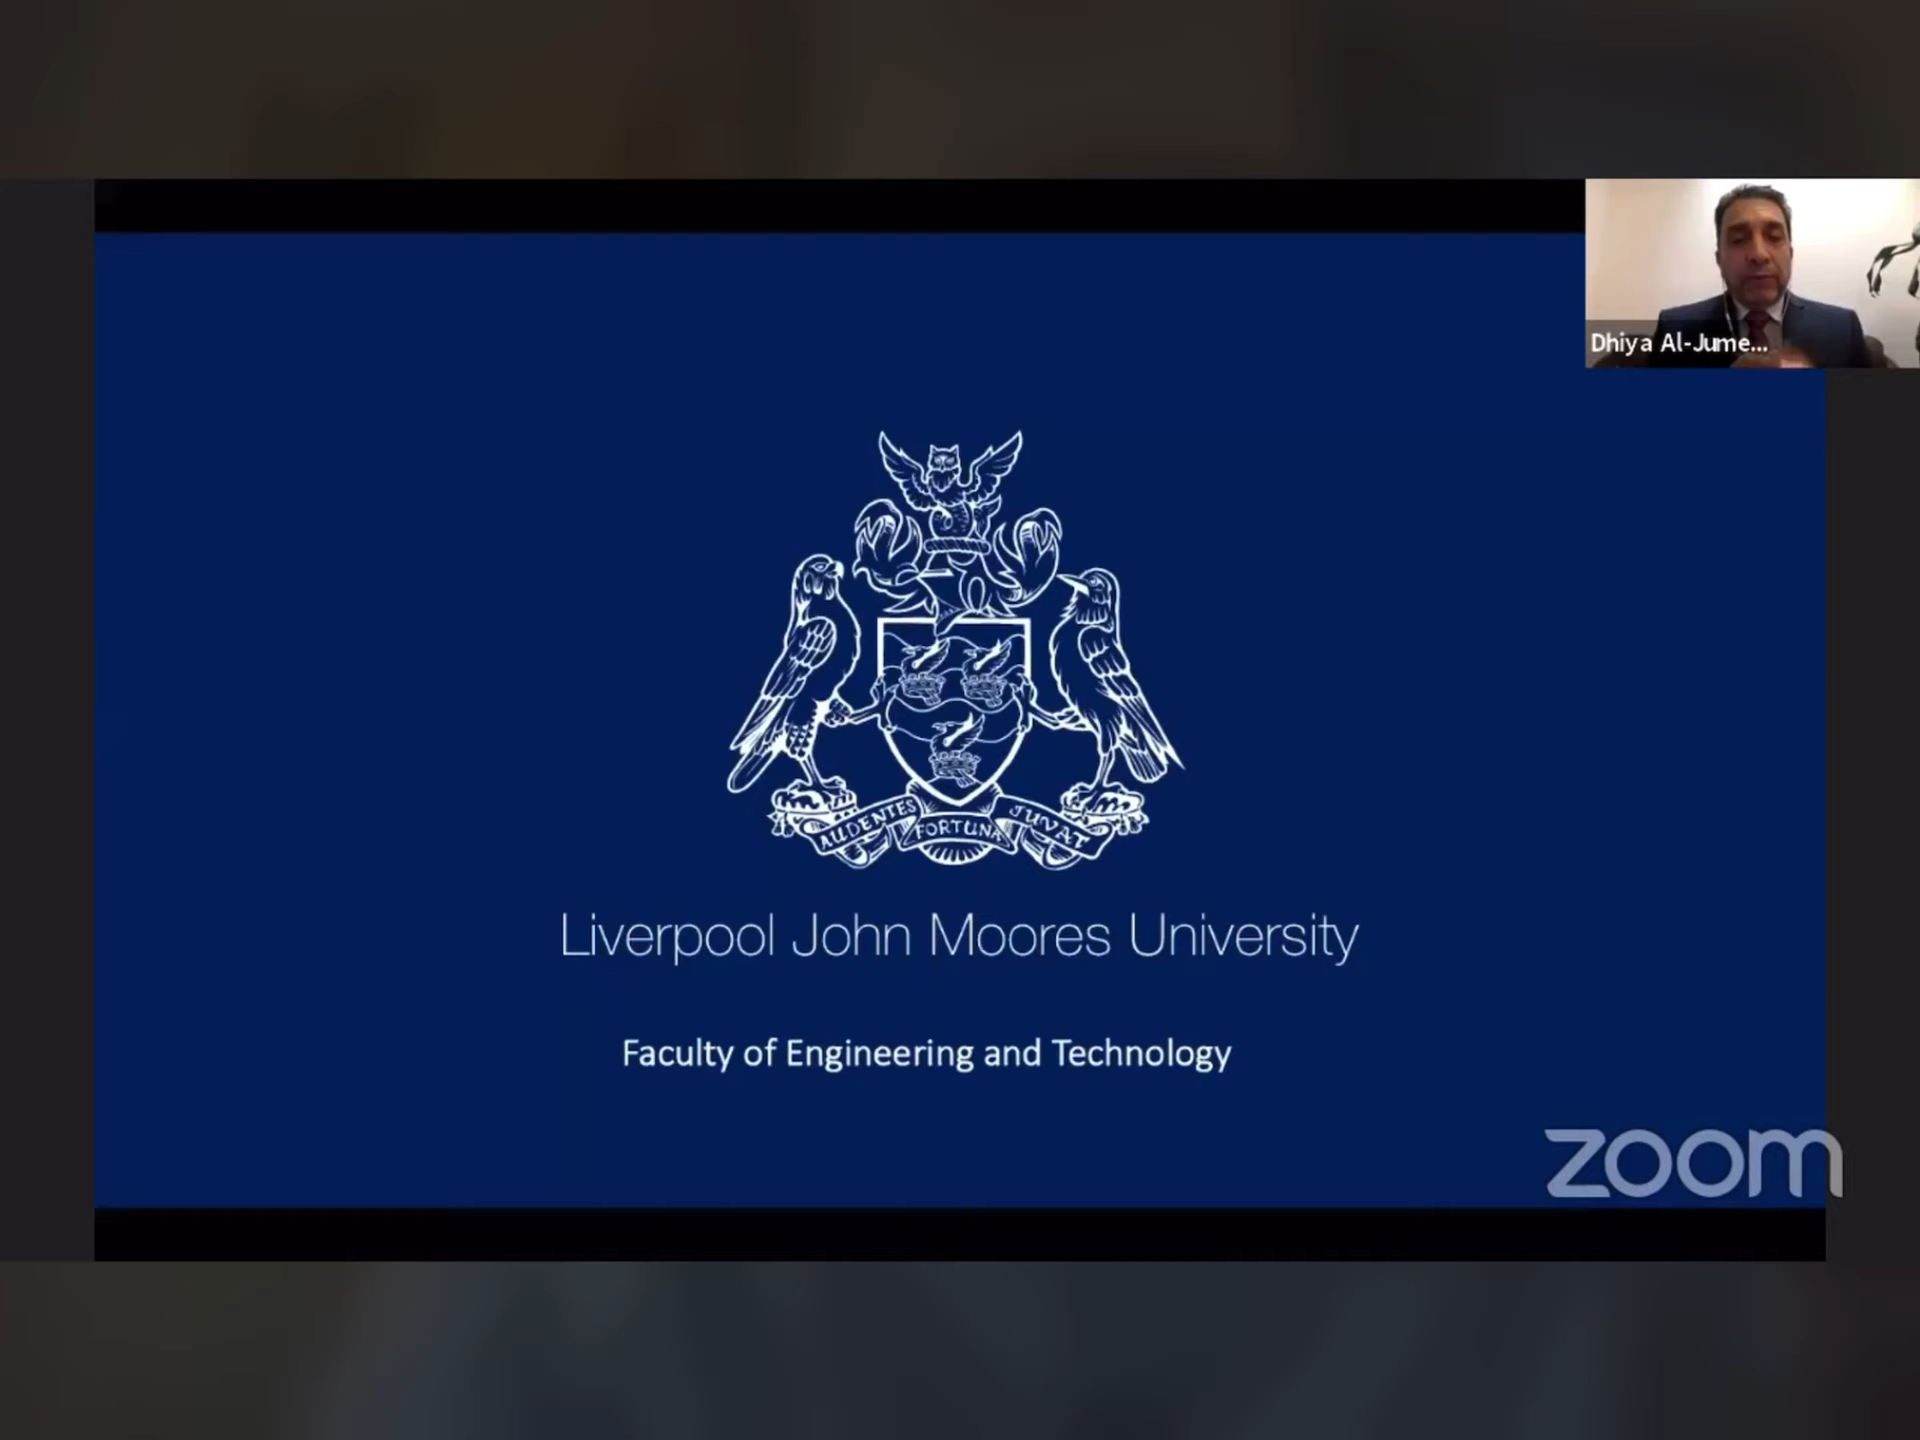 Dhiya Al-Jume...
AUDENTES FORTUNA JUVAT
Liverpool John Moores University
Faculty of Engineering and Technology
zoom